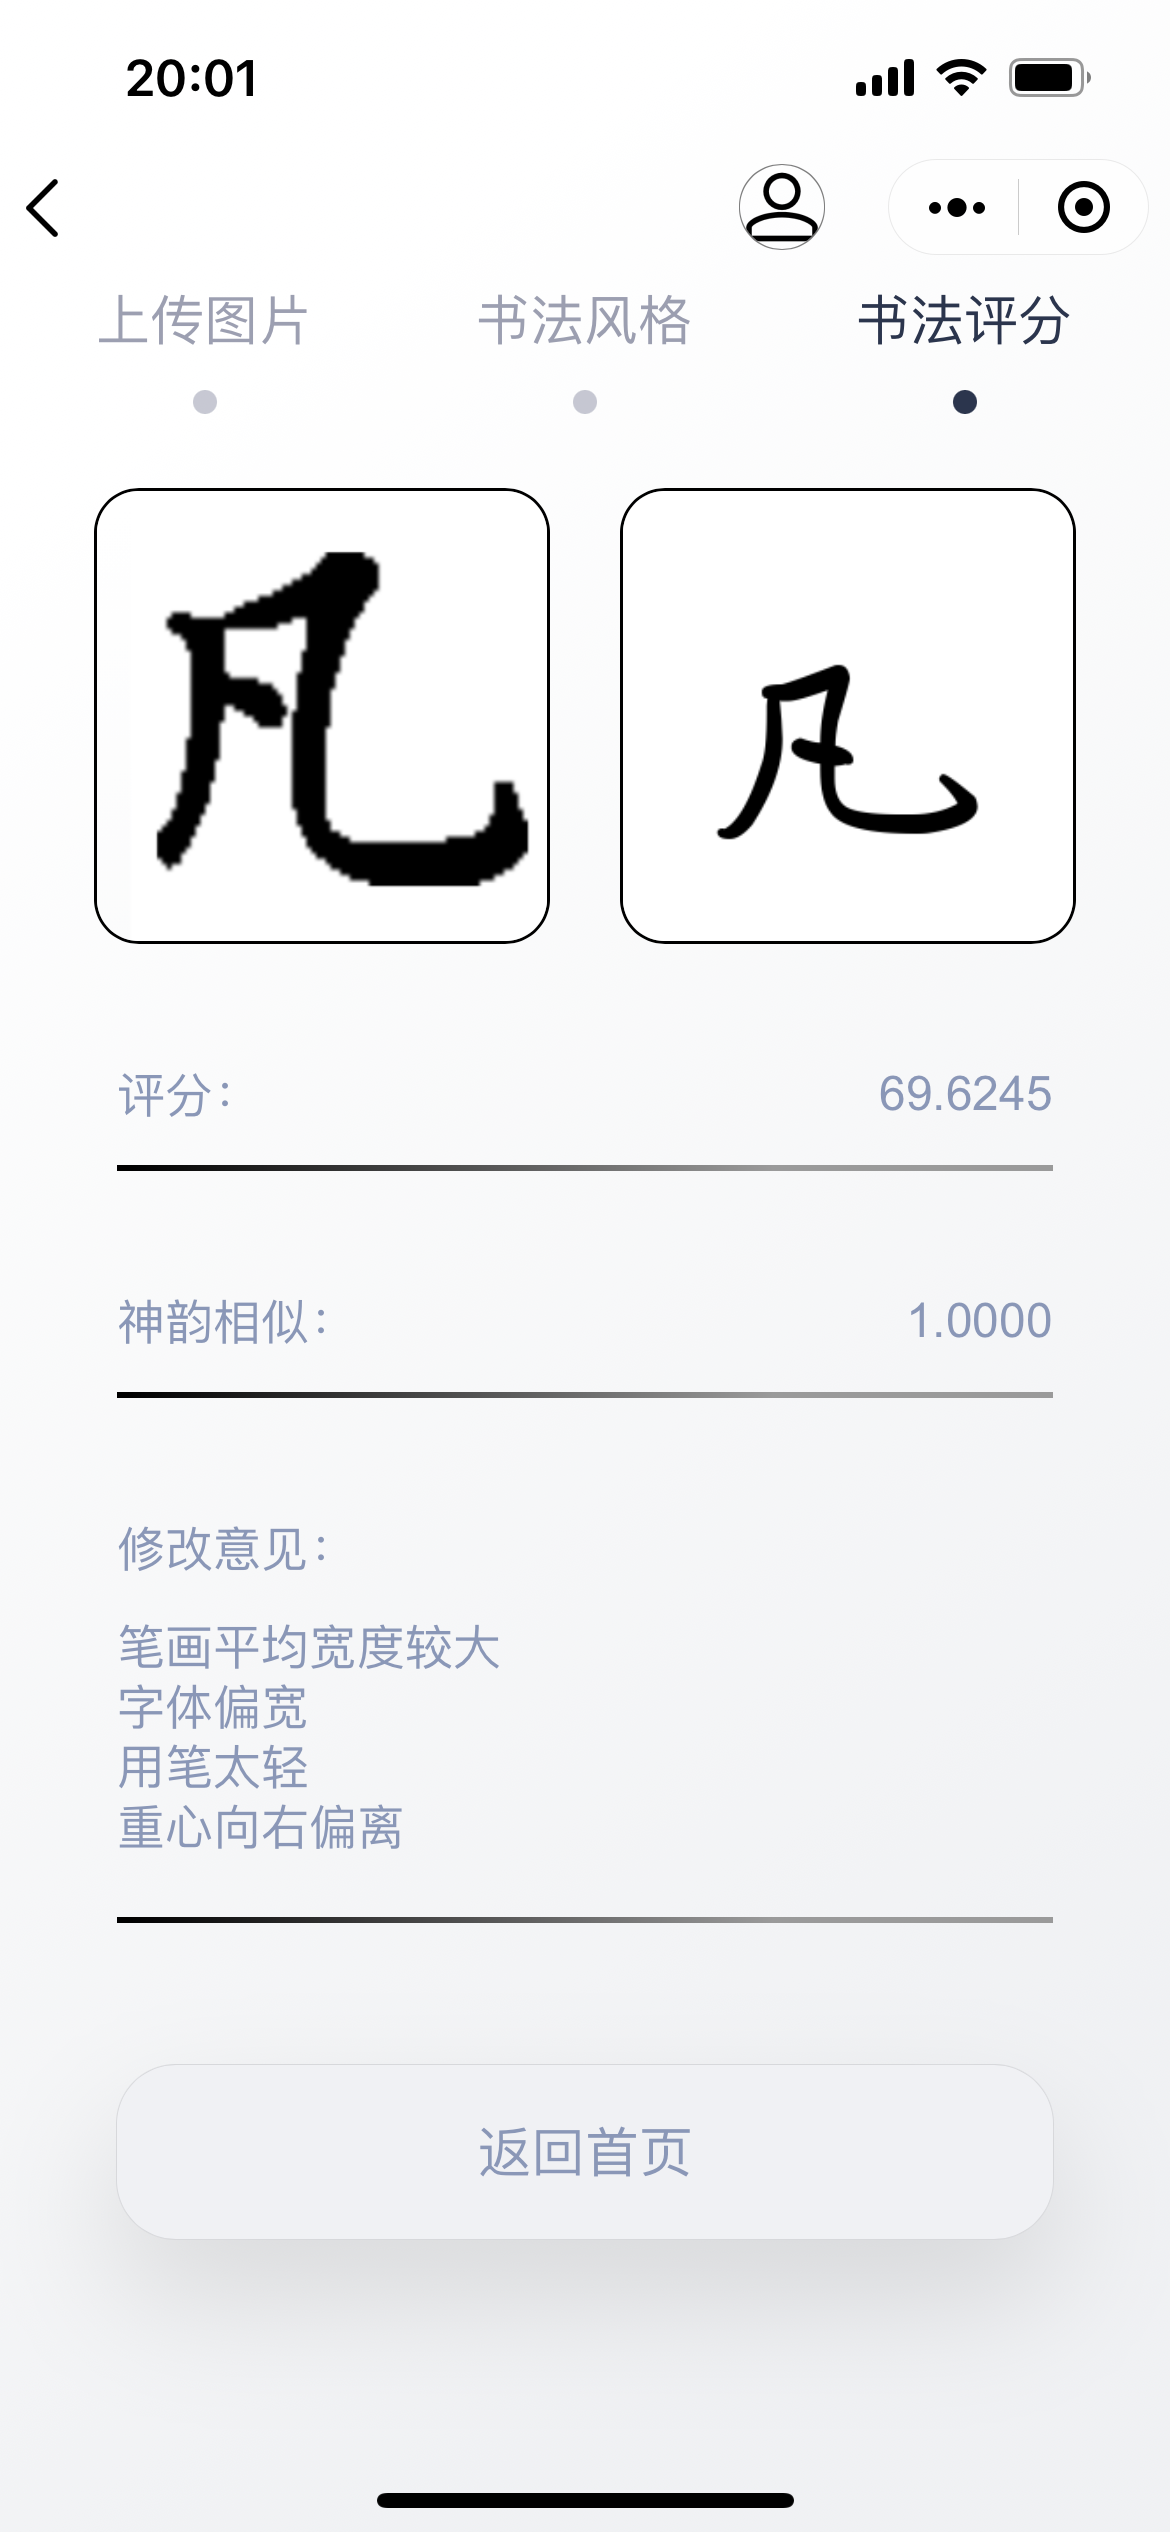 20:01
上传图片 书法风格 书法评分
凡 凡
评分: 69.6245
神韵相似: 1.0000
修改意见:
笔画平均宽度较大
字体偏宽
用笔太轻
重心向右偏离
返回首页